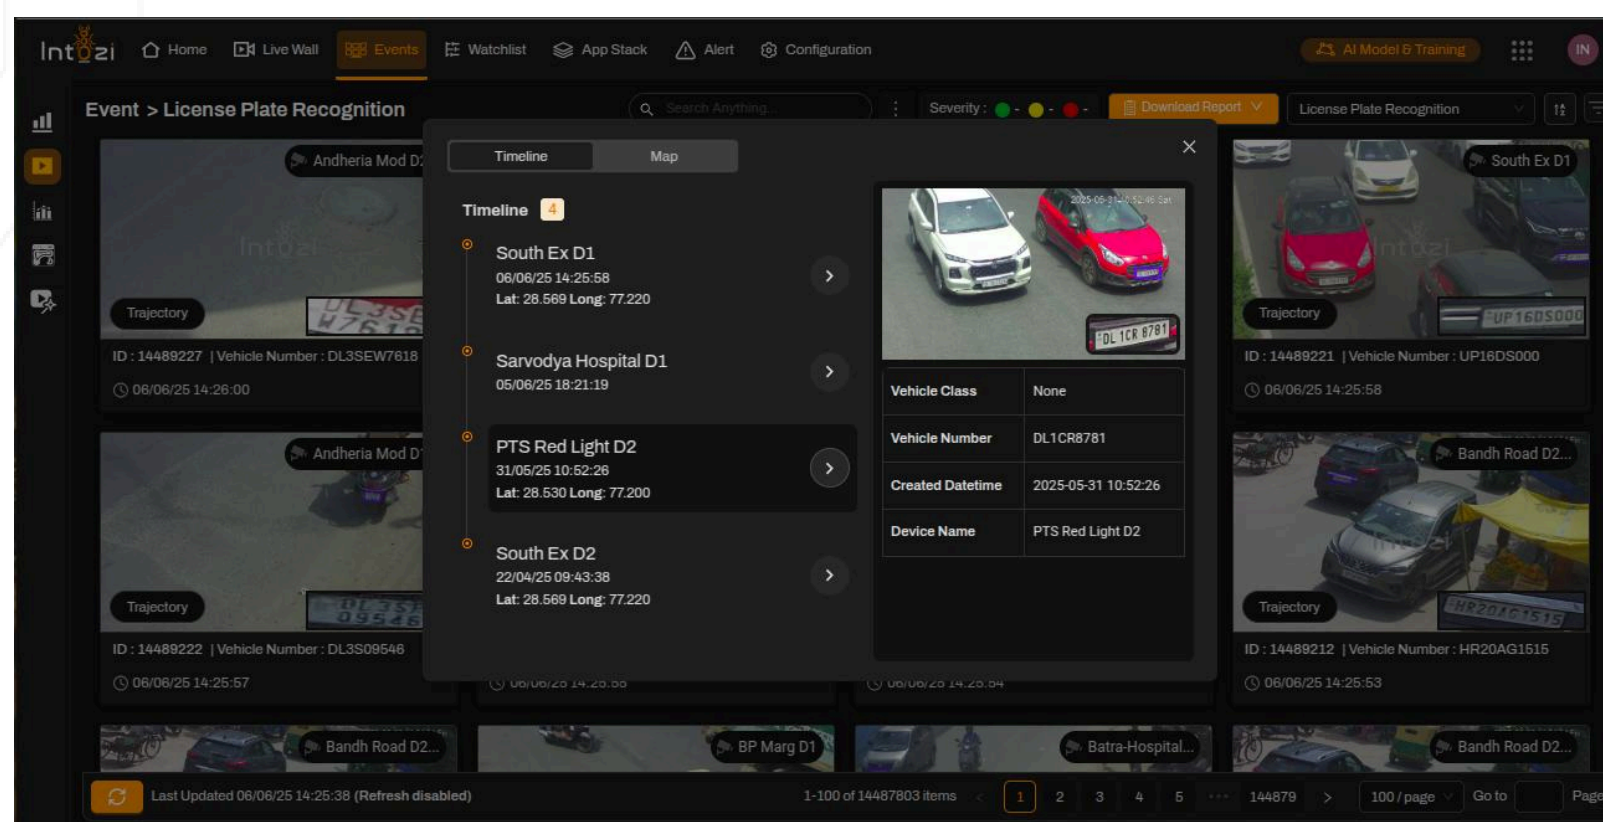 Intozi
Home
Live Wall
Events
Watchlist
App Stack
Alert
Configuration
AI Model & Training
IN
Event > License Plate Recognition
Search Anything...
Severity : - - -
Download Report
License Plate Recognition
Andheria Mod D2
Trajectory
ID : 14489227 | Vehicle Number : DL3SEW7618
06/06/25 14:26:00
Andheria Mod D
Trajectory
ID : 14489222 | Vehicle Number : DL3S09546
06/06/25 14:25:57
Timeline
Map
Timeline 4
South Ex D1
06/06/25 14:25:58
Lat: 28.569 Long: 77.220
Sarvodya Hospital D1
05/06/25 18:21:19
PTS Red Light D2
31/05/25 10:52:26
Lat: 28.530 Long: 77.200
South Ex D2
22/04/25 09:43:38
Lat: 28.569 Long: 77.220
DL 1CR 8781
Vehicle Class None
Vehicle Number DL1CR8781
Created Datetime 2025-05-31 10:52:26
Device Name PTS Red Light D2
South Ex D1
Intozi
UP16DS000
Trajectory
ID : 14489221 | Vehicle Number : UP16DS000
06/06/25 14:25:58
Bandh Road D2...
Intozi
HR20AG1515
Trajectory
ID : 14489212 | Vehicle Number : HR20AG1515
06/06/25 14:25:53
Bandh Road D2...
BP Marg D1
Batra-Hospital...
Bandh Road D2...
Last Updated 06/06/25 14:25:38 (Refresh disabled)
1-100 of 14487803 items
< 1 2 3 4 5 ••• 144879 >
100 / page
Go to
Page